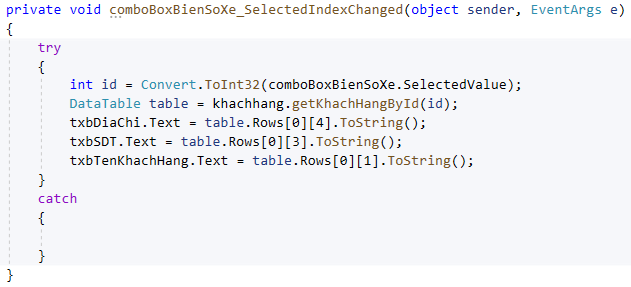 private void comboBoxBienSoXe_SelectedIndexChanged(object sender, EventArgs e)
{
    try
    {
        int id = Convert.ToInt32(comboBoxBienSoXe.SelectedValue);
        DataTable table = khachhang.getKhachHangById(id);
        txbDiaChi.Text = table.Rows[0][4].ToString();
        txbSDT.Text = table.Rows[0][3].ToString();
        txbTenKhachHang.Text = table.Rows[0][1].ToString();
    }
    catch
    {
    }
}